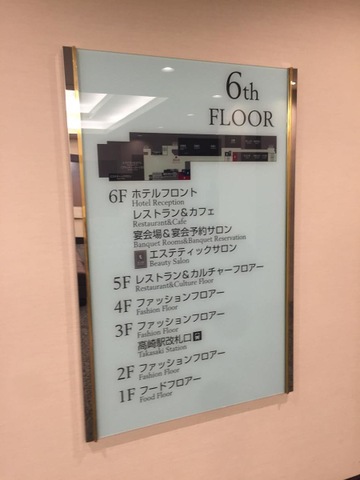 6th
FLOOR
6F ホテルフロント
Hotel Reception
レストラン&カフェ
Restaurant&Cafe
宴会場&宴会予約サロン
Banquet Rooms&Banquet Reservation
エステティックサロン
Beauty Salon
5F レストラン&カルチャーフロアー
Restaurant&Culture Floor
4F ファッションフロアー
Fashion Floor
3F ファッションフロアー
Fashion Floor
高崎駅改札口
Takasaki Station
2F ファッションフロアー
Fashion Floor
1F フードフロアー
Food Floor